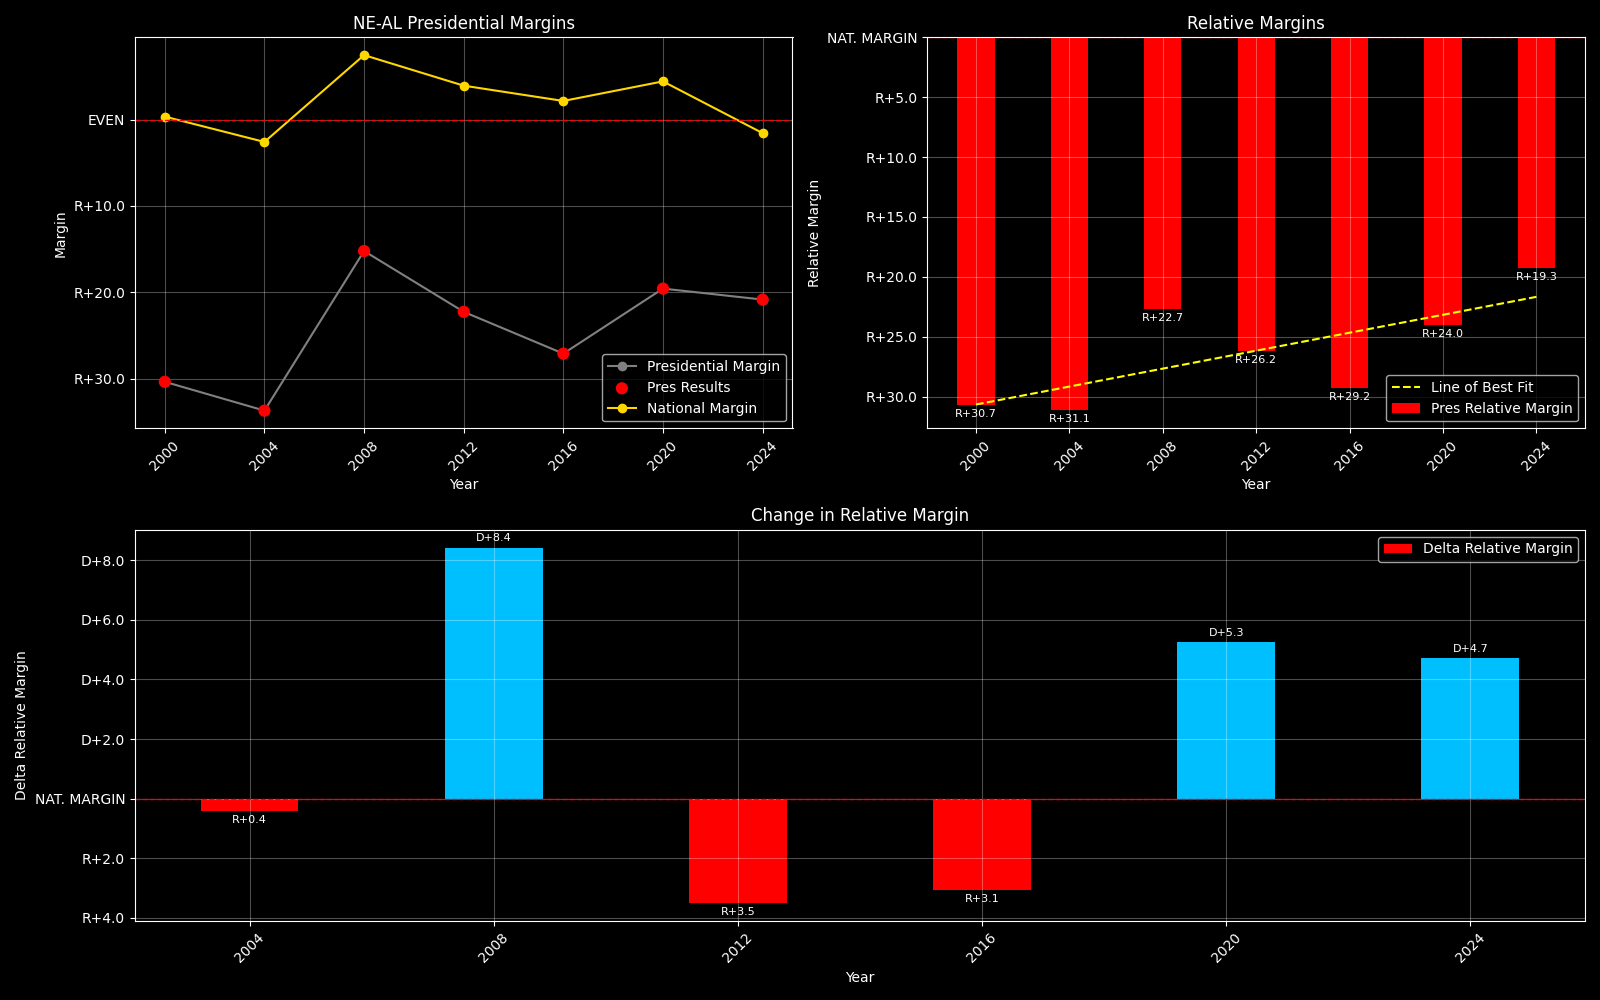 NE-AL Presidential Margins
EVEN
R+10.0
R+20.0
R+30.0
Margin
2000
2004
2008
2012
2016
2020
2024
Year
Presidential Margin
Pres Results
National Margin
Relative Margins
NAT. MARGIN
R+5.0
R+10.0
R+15.0
R+20.0
R+25.0
R+30.0
Relative Margin
R+30.7
R+31.1
R+22.7
R+26.2
R+29.2
R+24.0
R+19.3
2000
2004
2008
2012
2016
2020
2024
Year
Line of Best Fit
Pres Relative Margin
Change in Relative Margin
D+8.0
D+6.0
D+4.0
D+2.0
NAT. MARGIN
R+2.0
R+4.0
Delta Relative Margin
R+0.4
D+8.4
R+3.5
R+3.1
D+5.3
D+4.7
2004
2008
2012
2016
2020
2024
Year
Delta Relative Margin